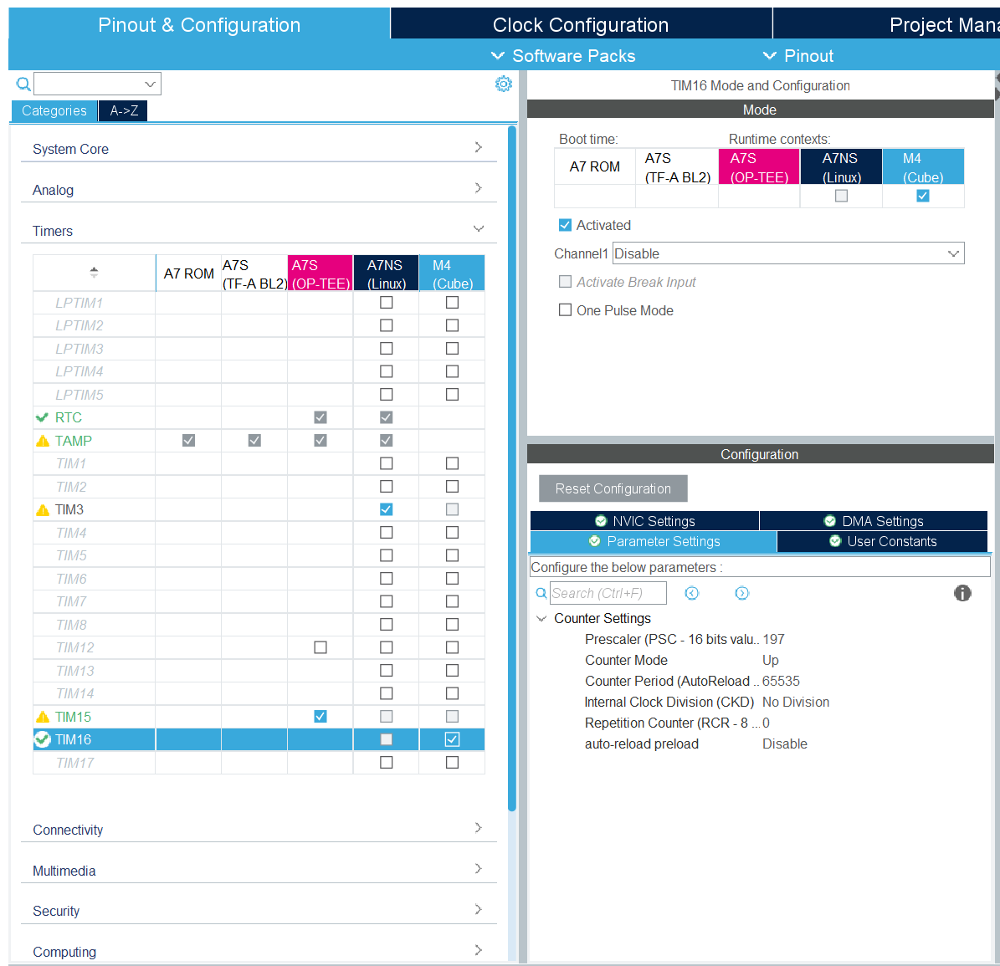 Pinout & Configuration
Clock Configuration
Project Mana
Software Packs
Pinout
Categories
A->Z
System Core
Analog
Timers
A7 ROM
A7S
(TF-A BL2)
A7S
(OP-TEE)
A7NS
(Linux)
M4
(Cube)
LPTIM1
LPTIM2
LPTIM3
LPTIM4
LPTIM5
RTC
TAMP
TIM1
TIM2
TIM3
TIM4
TIM5
TIM6
TIM7
TIM8
TIM12
TIM13
TIM14
TIM15
TIM16
TIM17
Connectivity
Multimedia
Security
Computing
TIM16 Mode and Configuration
Mode
Boot time:
Runtime contexts:
A7 ROM
A7S
(TF-A BL2)
A7S
(OP-TEE)
A7NS
(Linux)
M4
(Cube)
Activated
Channel1 Disable
Activate Break Input
One Pulse Mode
Configuration
Reset Configuration
NVIC Settings
DMA Settings
Parameter Settings
User Constants
Configure the below parameters :
Search (Ctrl+F)
Counter Settings
Prescaler (PSC - 16 bits valu.. 197
Counter Mode Up
Counter Period (AutoReload .. 65535
Internal Clock Division (CKD) No Division
Repetition Counter (RCR - 8 ... 0
auto-reload preload Disable